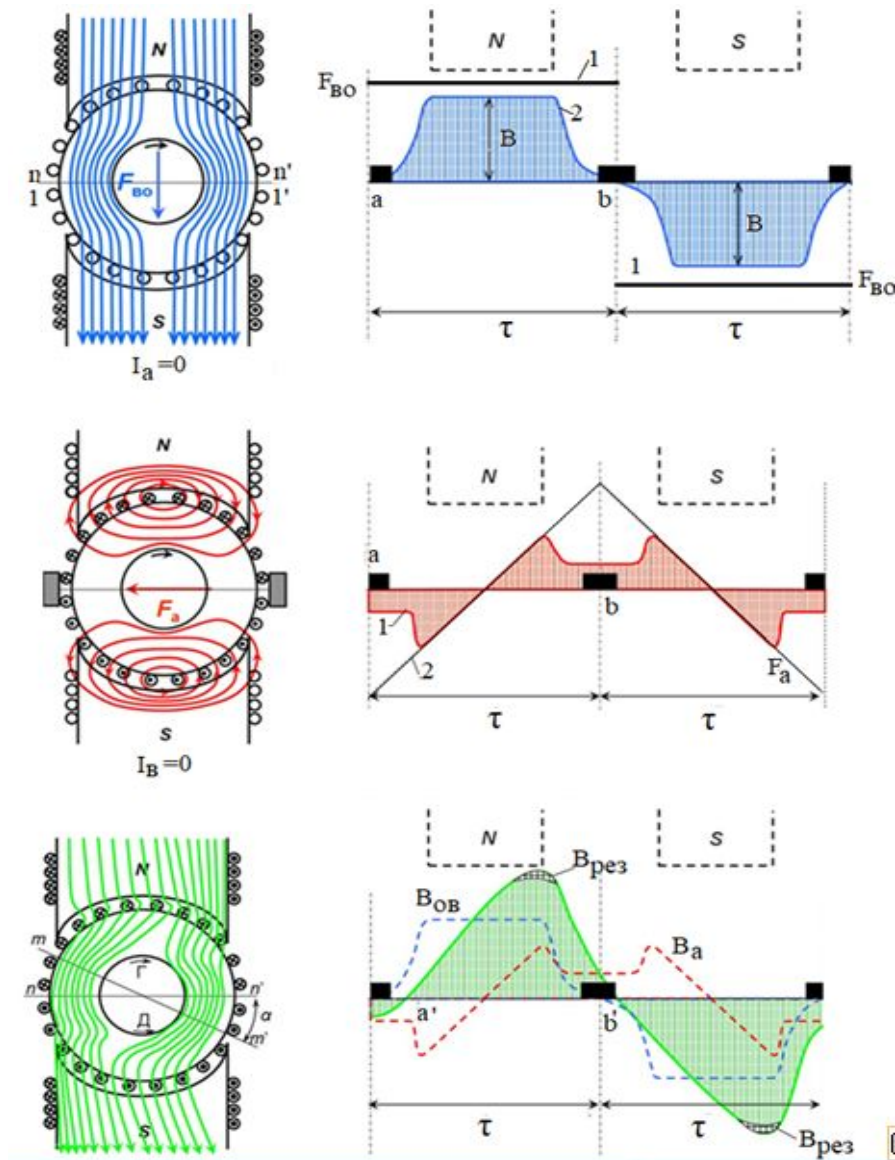 N
n n'
1 1'
F_ВО
S
I_a =0
N S
F_ВО
1
2
B
a b
B
1
F_ВО
τ τ
N
F_a
S
I_В =0
N S
a
b
1
2
F_a
τ τ
N
m
Г
n n'
α
Д
m'
S
N S
B_рез
B_ОВ
B_a
a' b'
τ τ
B_рез